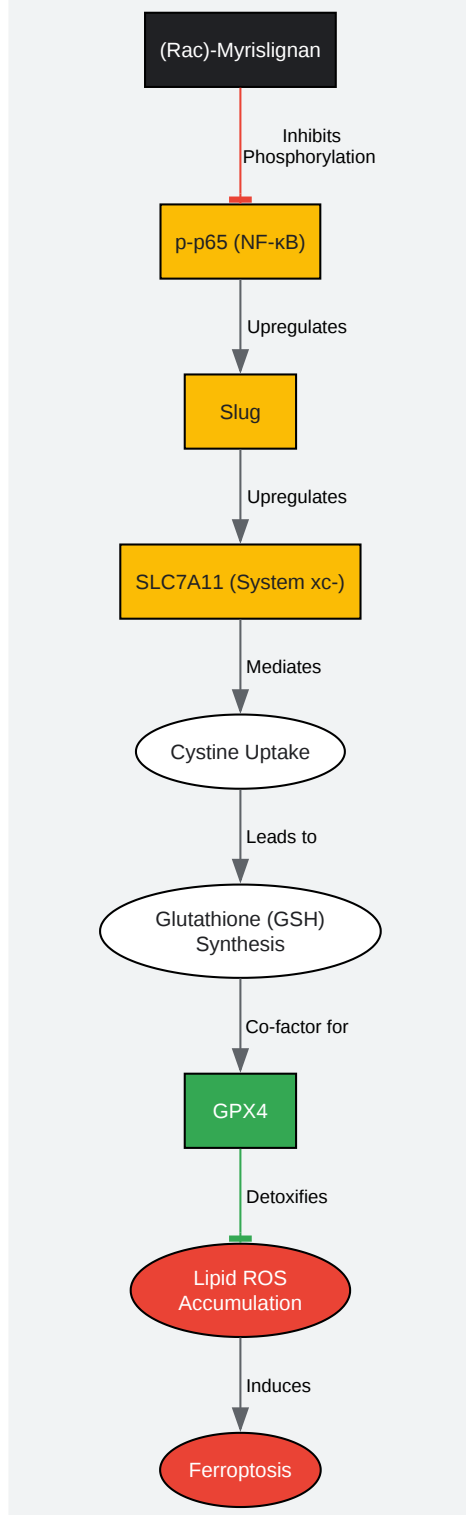 (Rac)-Myrislignan
Inhibits
Phosphorylation
p-p65 (NF-κB)
Upregulates
Slug
Upregulates
SLC7A11 (System xc-)
Mediates
Cystine Uptake
Leads to
Glutathione (GSH)
Synthesis
Co-factor for
GPX4
Detoxifies
Lipid ROS
Accumulation
Induces
Ferroptosis